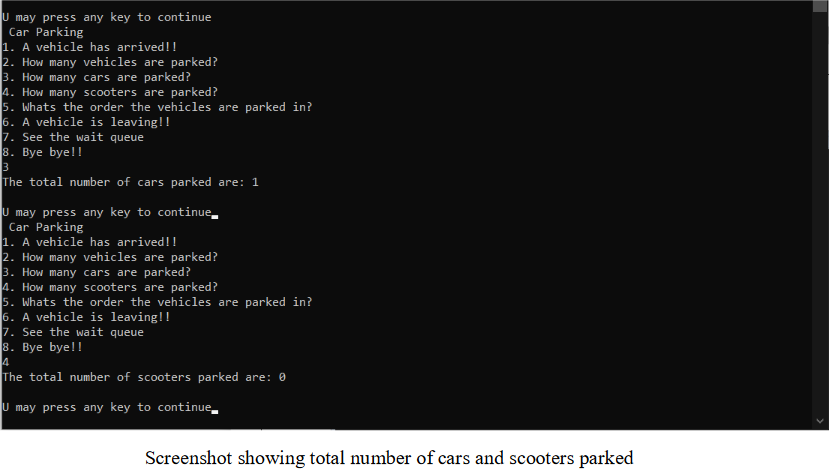 U may press any key to continue
Car Parking
1. A vehicle has arrived!!
2. How many vehicles are parked?
3. How many cars are parked?
4. How many scooters are parked?
5. Whats the order the vehicles are parked in?
6. A vehicle is leaving!!
7. See the wait queue
8. Bye bye!!
3
The total number of cars parked are: 1
U may press any key to continue
Car Parking
1. A vehicle has arrived!!
2. How many vehicles are parked?
3. How many cars are parked?
4. How many scooters are parked?
5. Whats the order the vehicles are parked in?
6. A vehicle is leaving!!
7. See the wait queue
8. Bye bye!!
4
The total number of scooters parked are: 0
U may press any key to continue
Screenshot showing total number of cars and scooters parked